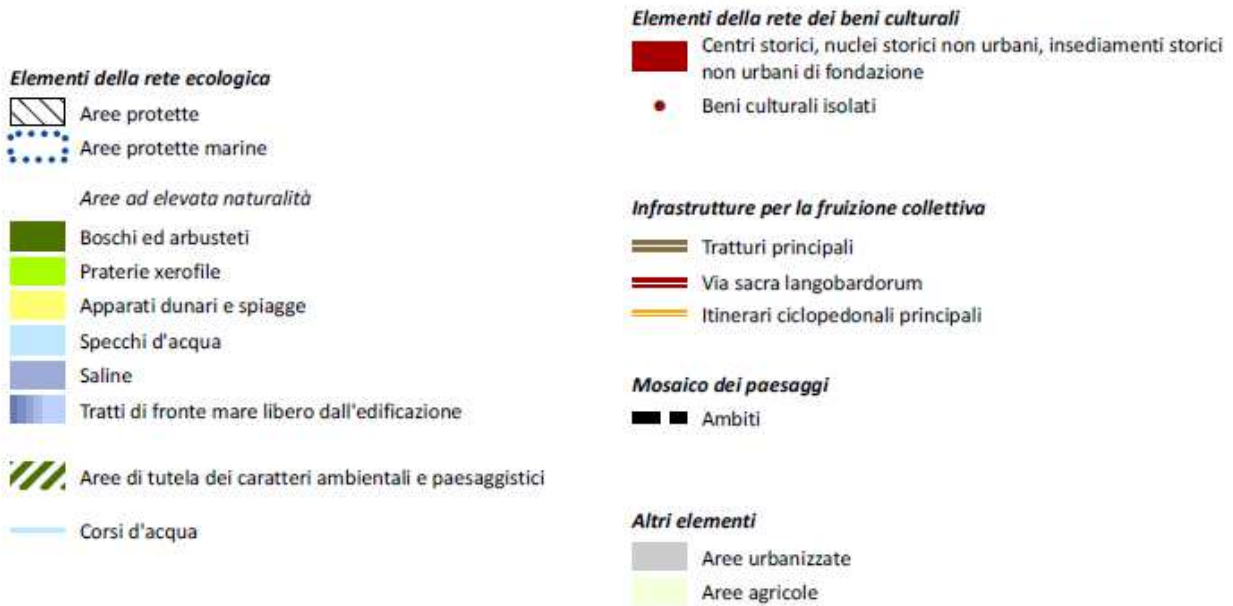 Elementi della rete ecologica
Aree protette
Aree protette marine
Aree ad elevata naturalità
Boschi ed arbusteti
Praterie xerofile
Apparati dunari e spiagge
Specchi d'acqua
Saline
Tratti di fronte mare libero dall'edificazione
Aree di tutela dei caratteri ambientali e paesaggistici
Corsi d'acqua
Elementi della rete dei beni culturali
Centri storici, nuclei storici non urbani, insediamenti storici
non urbani di fondazione
Beni culturali isolati
Infrastrutture per la fruizione collettiva
Tratturi principali
Via sacra langobardorum
Itinerari ciclopedonali principali
Mosaico dei paesaggi
Ambiti
Altri elementi
Aree urbanizzate
Aree agricole